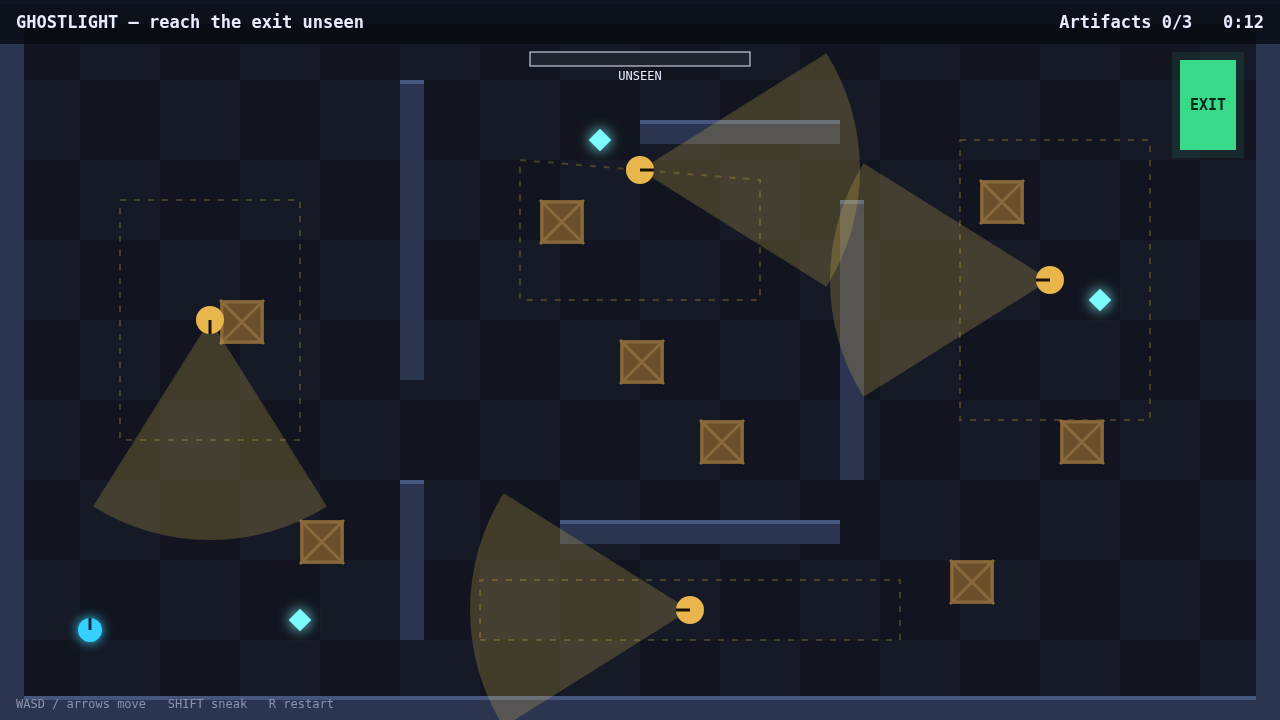 GHOSTLIGHT — reach the exit unseen
Artifacts 0/3 0:12
UNSEEN
EXIT
WASD / arrows move SHIFT sneak R restart